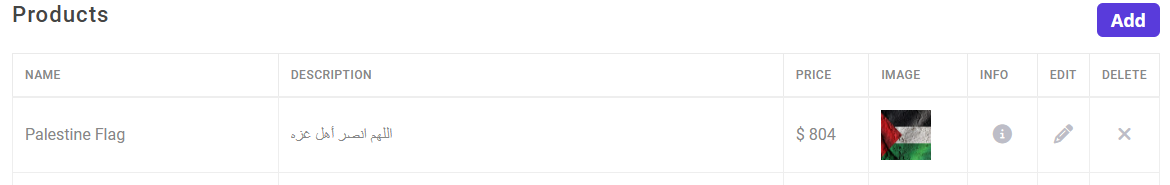 Products
Add
NAME DESCRIPTION PRICE IMAGE INFO EDIT DELETE
Palestine Flag اللهم انصر أهل غزه $ 804